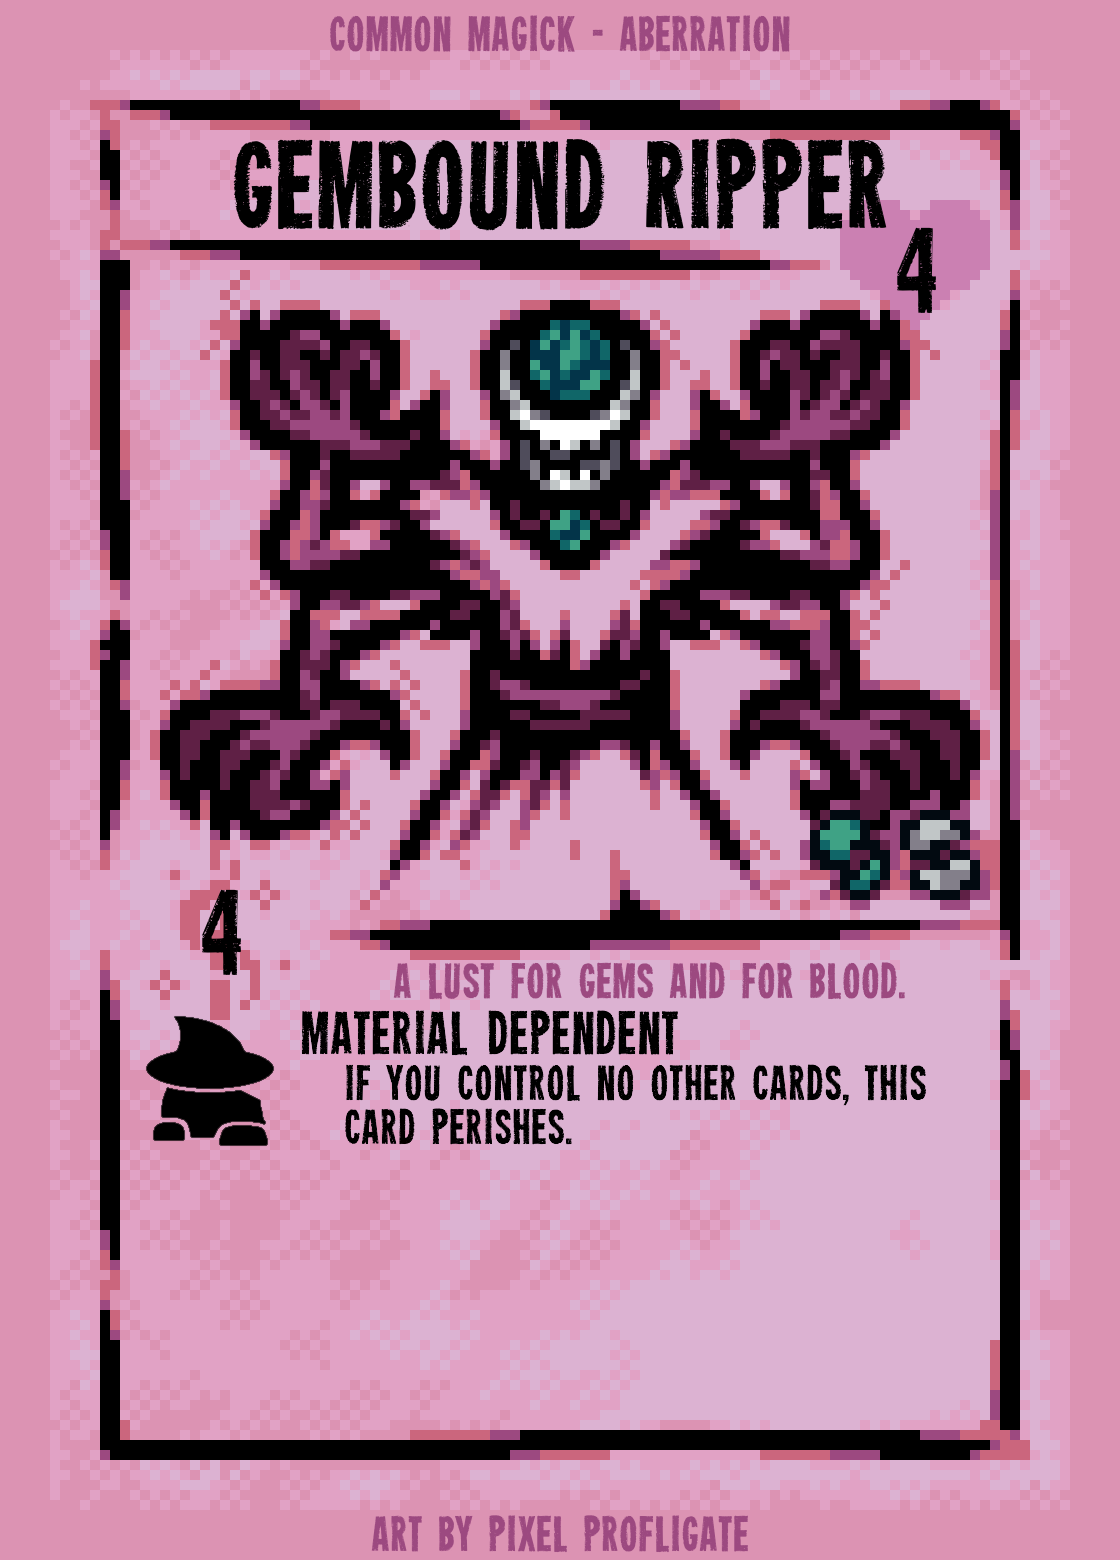 COMMON MAGICK - ABERRATION
GEMBOUND RIPPER
4
4
A LUST FOR GEMS AND FOR BLOOD.
MATERIAL DEPENDENT
IF YOU CONTROL NO OTHER CARDS, THIS
CARD PERISHES.
ART BY PIXEL PROFLIGATE